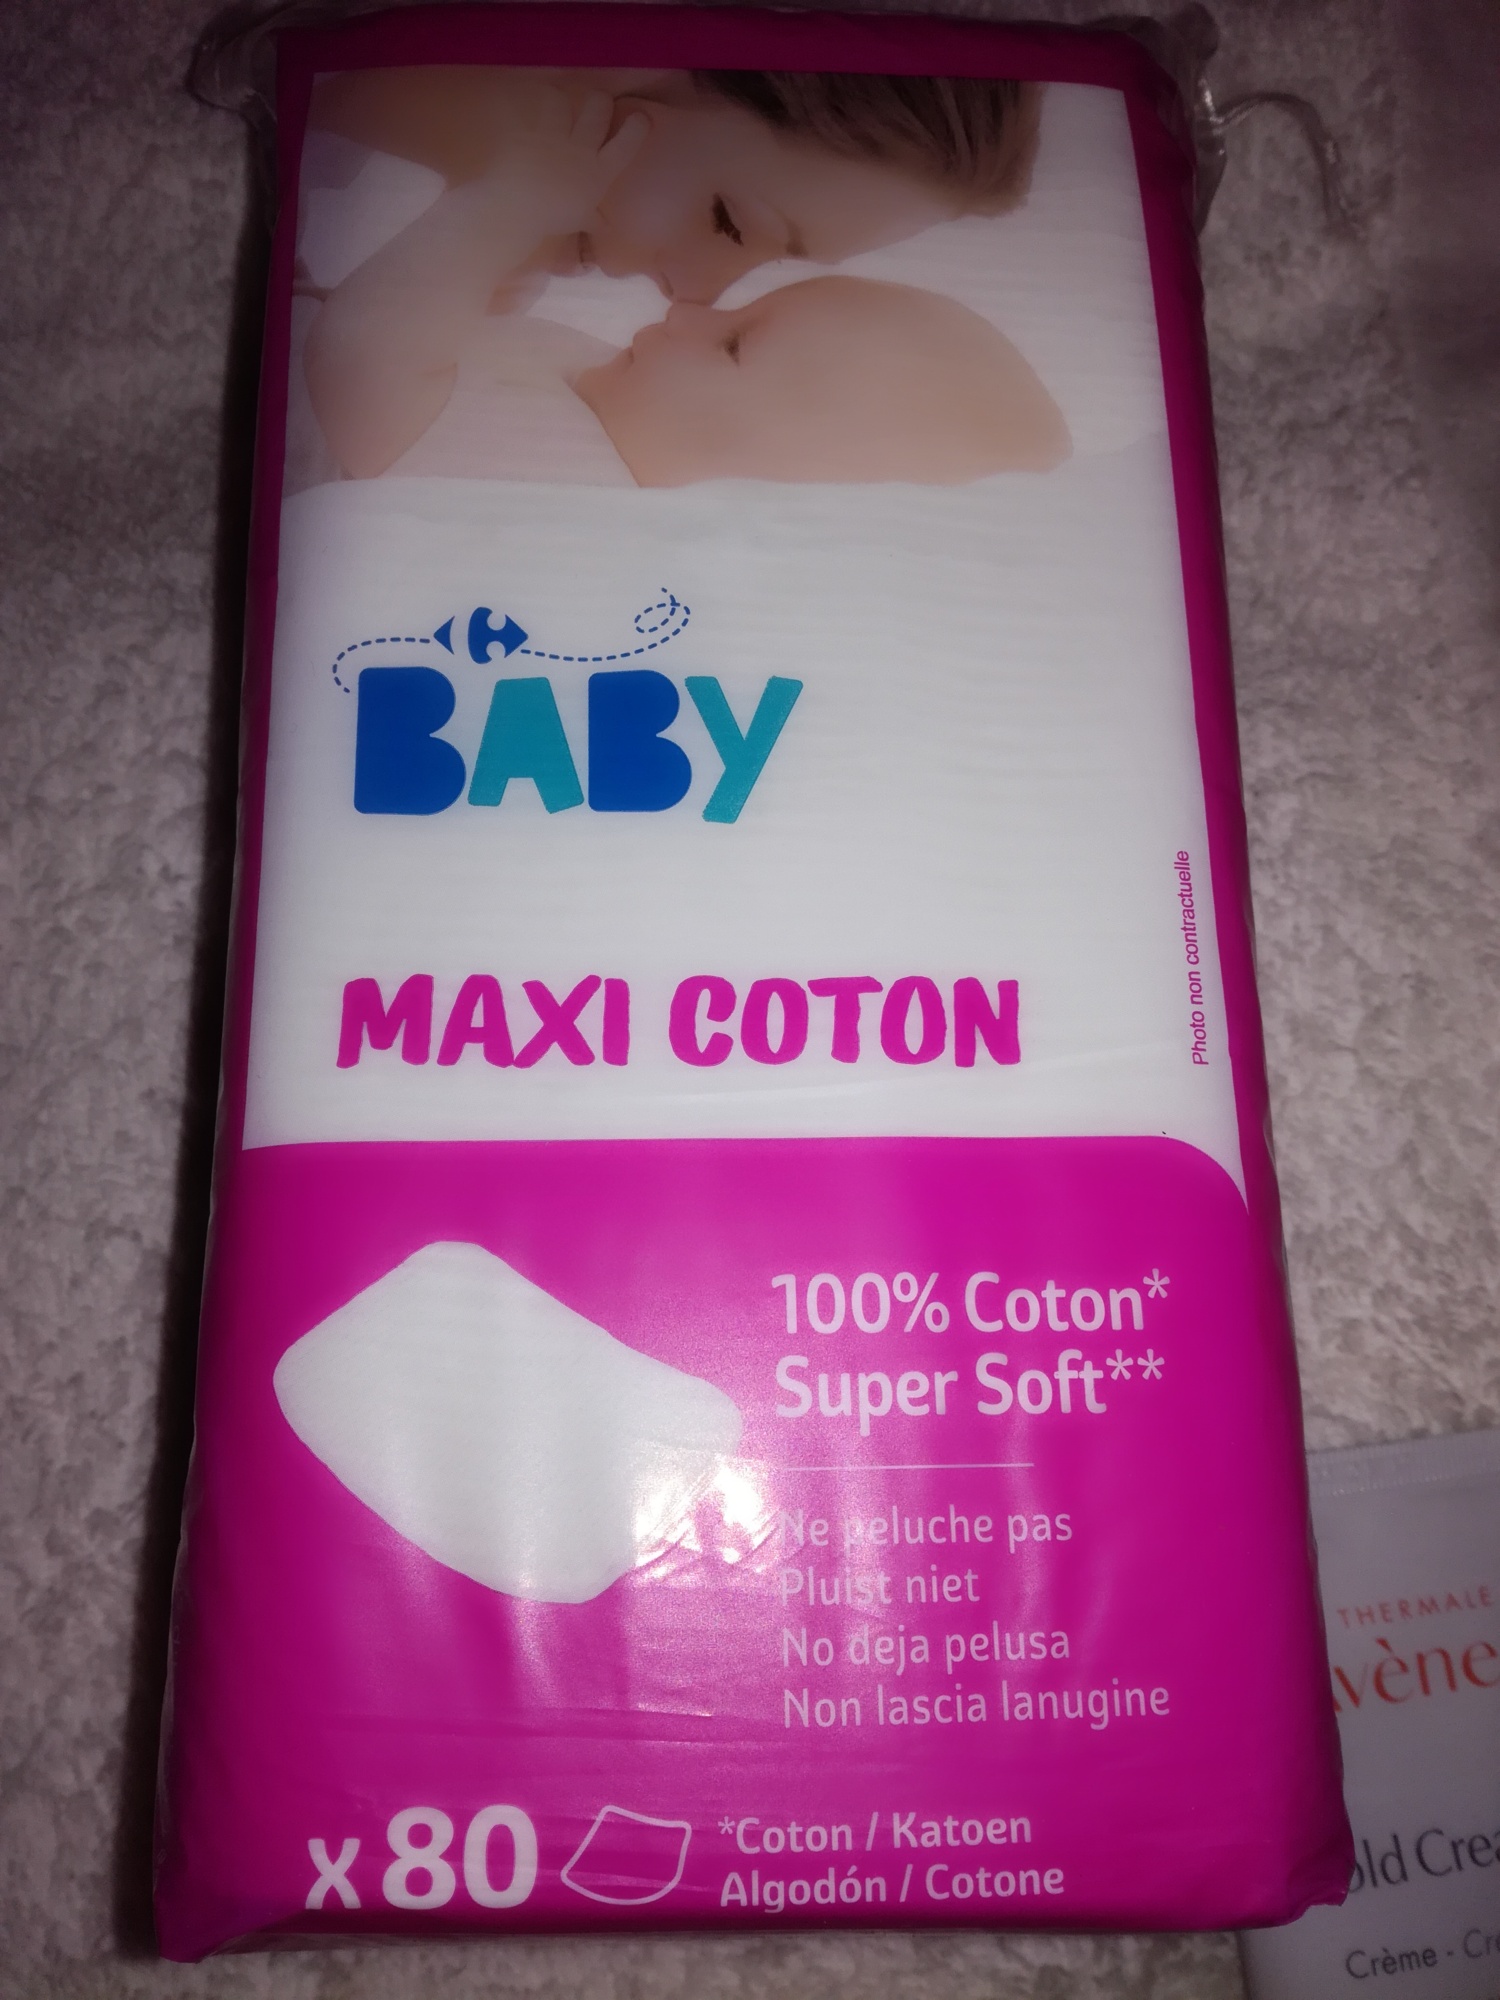 BABY
MAXI COTON
Photo non contractuelle
100% Coton*
Super Soft**
Ne peluche pas
Pluist niet
No deja pelusa
Non lascia lanugine
x80
*Coton / Katoen
Algodón / Cotone
THERMALE
vène
old Crea
Crème - Cr